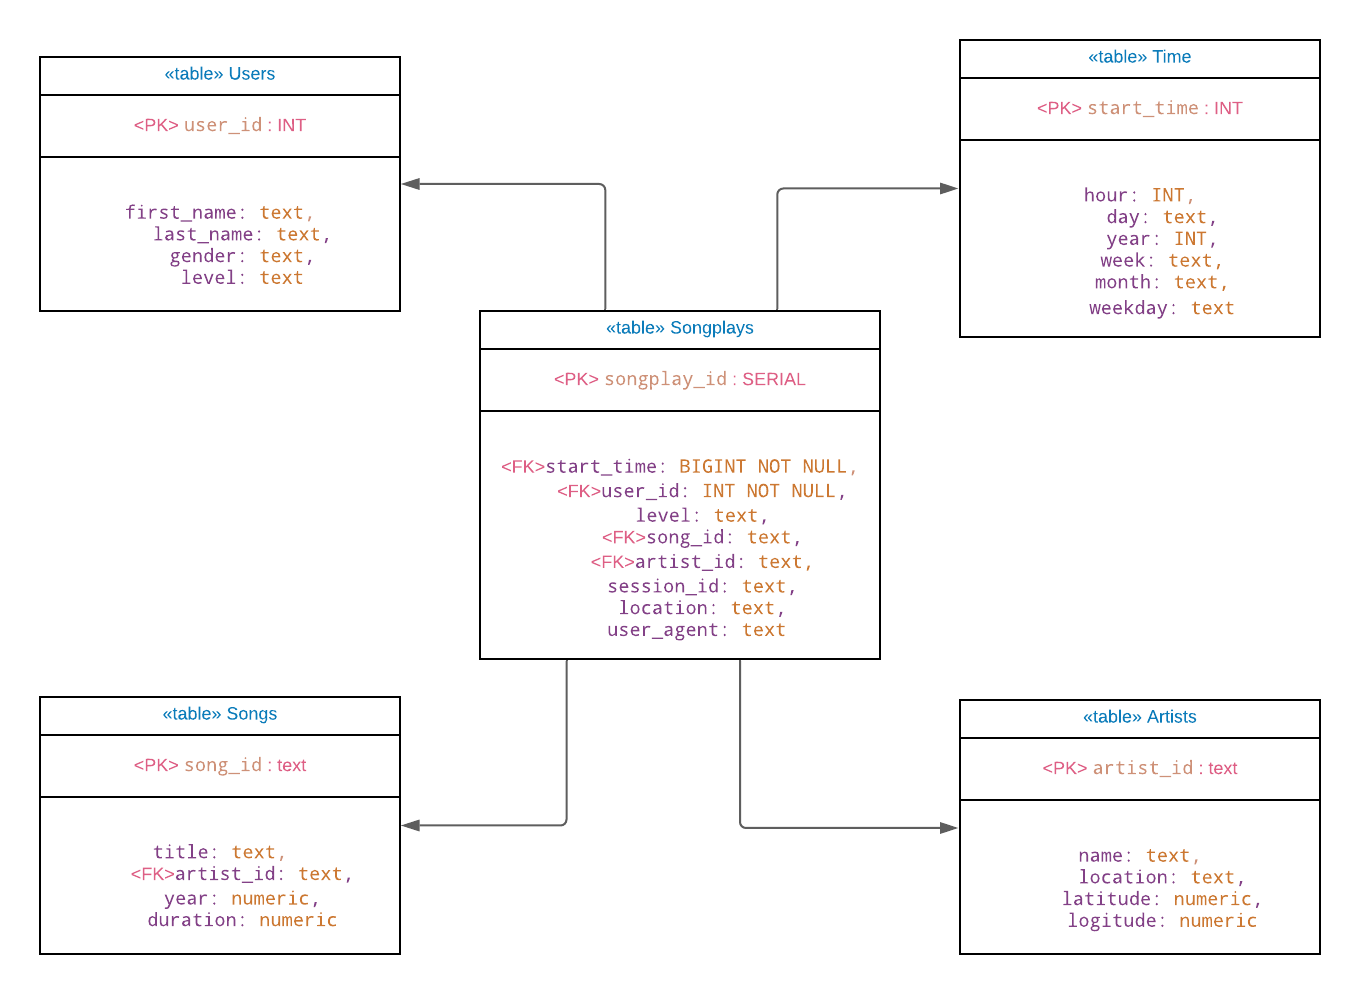 «table» Users
<PK> user_id : INT
first_name: text,
last_name: text,
gender: text,
level: text
«table» Time
<PK> start_time : INT
hour: INT,
day: text,
year: INT,
week: text,
month: text,
weekday: text
«table» Songplays
<PK> songplay_id : SERIAL
<FK>start_time: BIGINT NOT NULL,
<FK>user_id: INT NOT NULL,
level: text,
<FK>song_id: text,
<FK>artist_id: text,
session_id: text,
location: text,
user_agent: text
«table» Songs
<PK> song_id : text
title: text,
<FK>artist_id: text,
year: numeric,
duration: numeric
«table» Artists
<PK> artist_id : text
name: text,
location: text,
latitude: numeric,
logitude: numeric